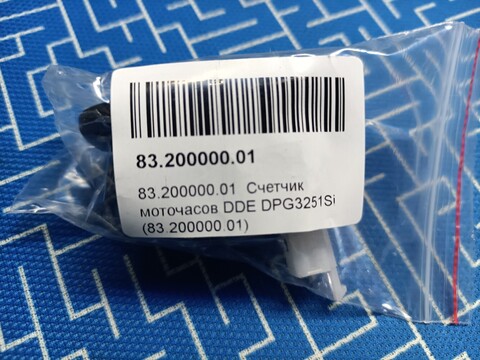 83.200000.01
83.200000.01 Счетчик
моточасов DDE DPG3251Si
(83.200000.01)